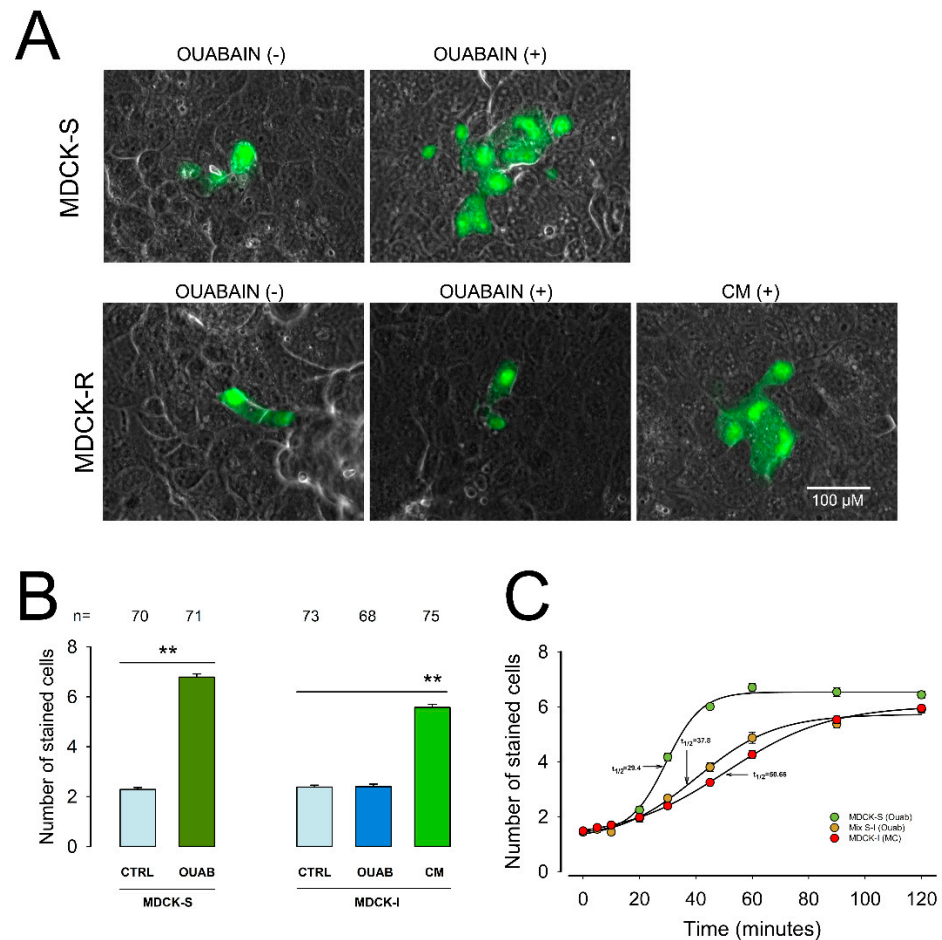 A
OUABAIN (-)
OUABAIN (+)
MDCK-S
OUABAIN (-)
OUABAIN (+)
CM (+)
MDCK-R
100 µM
B
n= 70 71 73 68 75
Number of stained cells
8
6
4
2
0
**
**
CTRL OUAB CTRL OUAB CM
MDCK-S MDCK-I
C
Number of stained cells
8
6
4
2
0
t1/2=29.4
t1/2=37.8
t1/2=50.65
MDCK-S (Ouab)
Mix S-I (Ouab)
MDCK-I (MC)
0 20 40 60 80 100 120
Time (minutes)